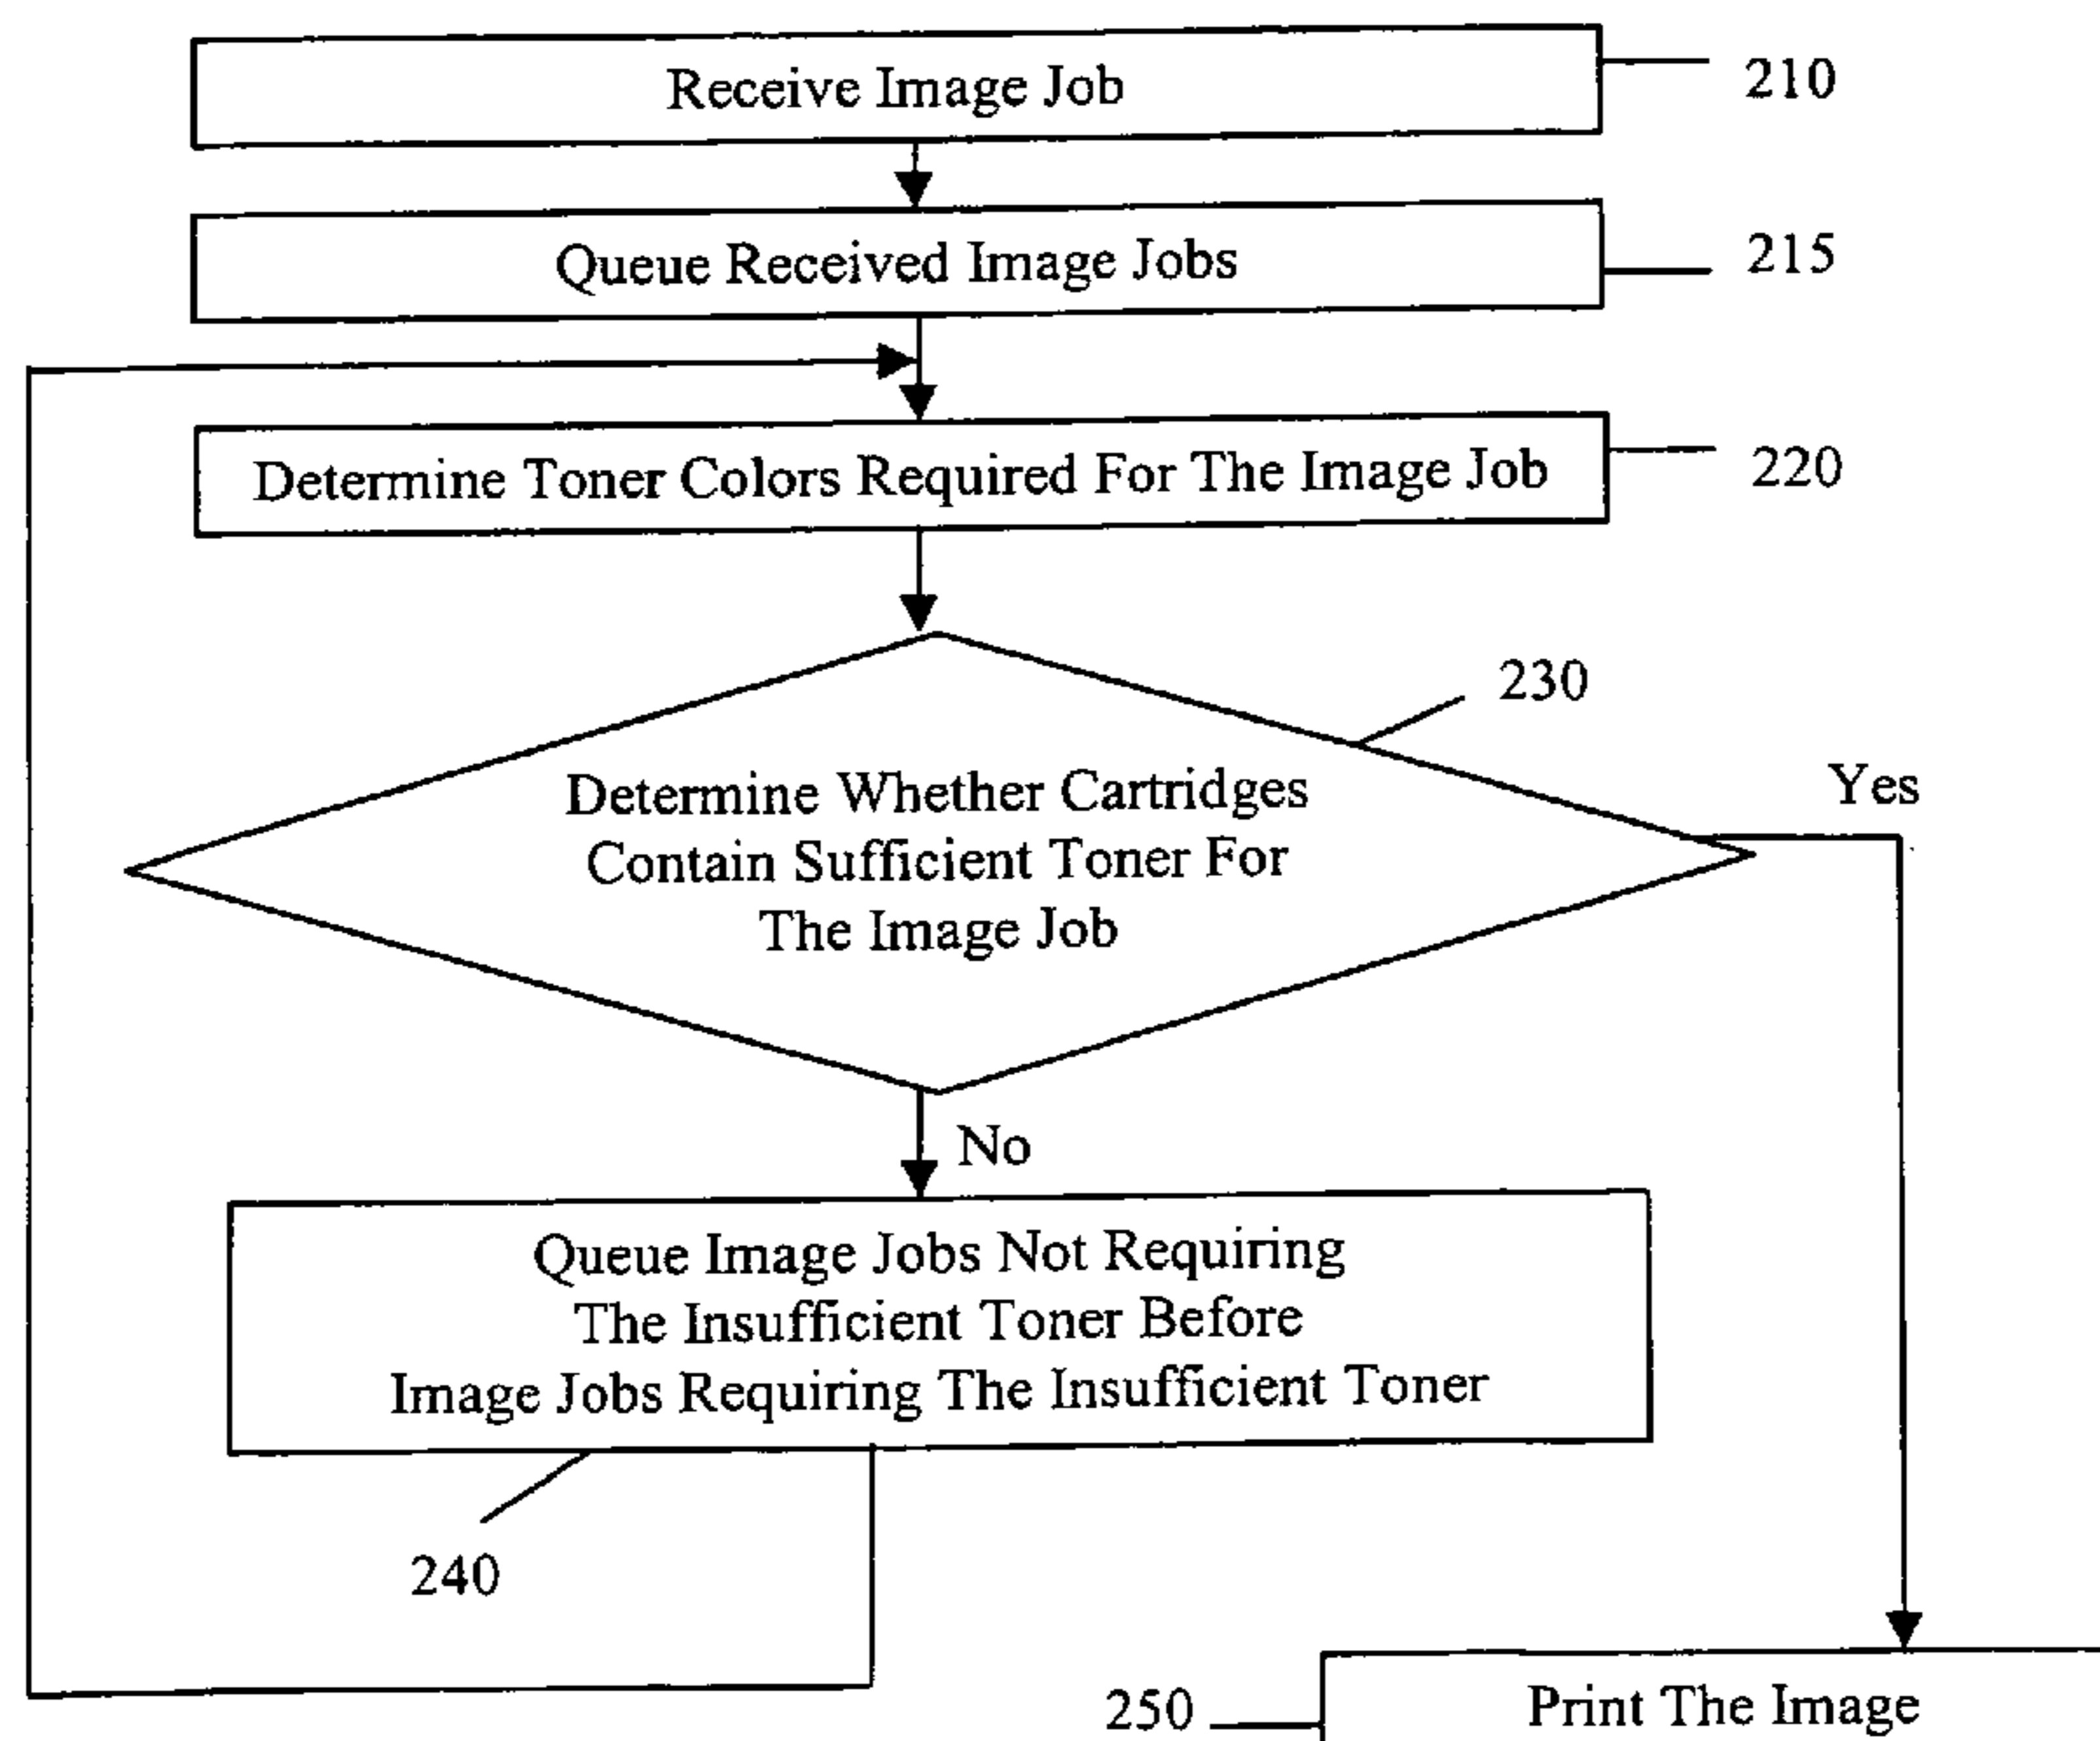 Receive Image Job
210
Queue Received Image Jobs
215
Determine Toner Colors Required For The Image Job
220
230
Determine Whether Cartridges
Contain Sufficient Toner For
The Image Job
Yes
No
Queue Image Jobs Not Requiring
The Insufficient Toner Before
Image Jobs Requiring The Insufficient Toner
240
250
Print The Image